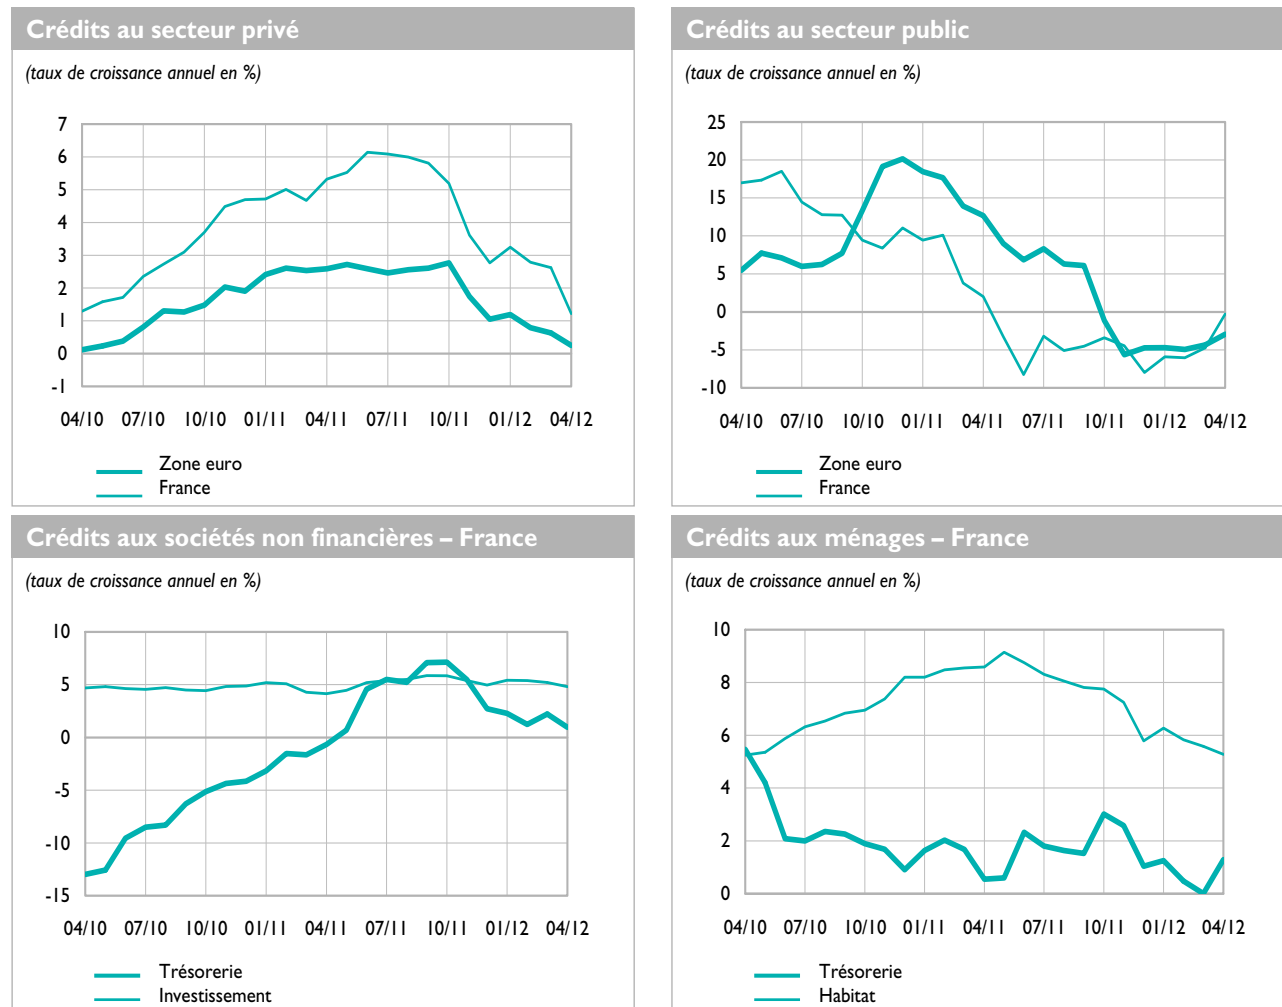 Crédits au secteur privé
(taux de croissance annuel en %)
7
6
5
4
3
2
1
0
-1
04/10 07/10 10/10 01/11 04/11 07/11 10/11 01/12 04/12
Zone euro
France
Crédits au secteur public
(taux de croissance annuel en %)
25
20
15
10
5
0
-5
-10
04/10 07/10 10/10 01/11 04/11 07/11 10/11 01/12 04/12
Zone euro
France
Crédits aux sociétés non financières – France
(taux de croissance annuel en %)
10
5
0
-5
-10
-15
04/10 07/10 10/10 01/11 04/11 07/11 10/11 01/12 04/12
Trésorerie
Investissement
Crédits aux ménages – France
(taux de croissance annuel en %)
10
8
6
4
2
0
04/10 07/10 10/10 01/11 04/11 07/11 10/11 01/12 04/12
Trésorerie
Habitat